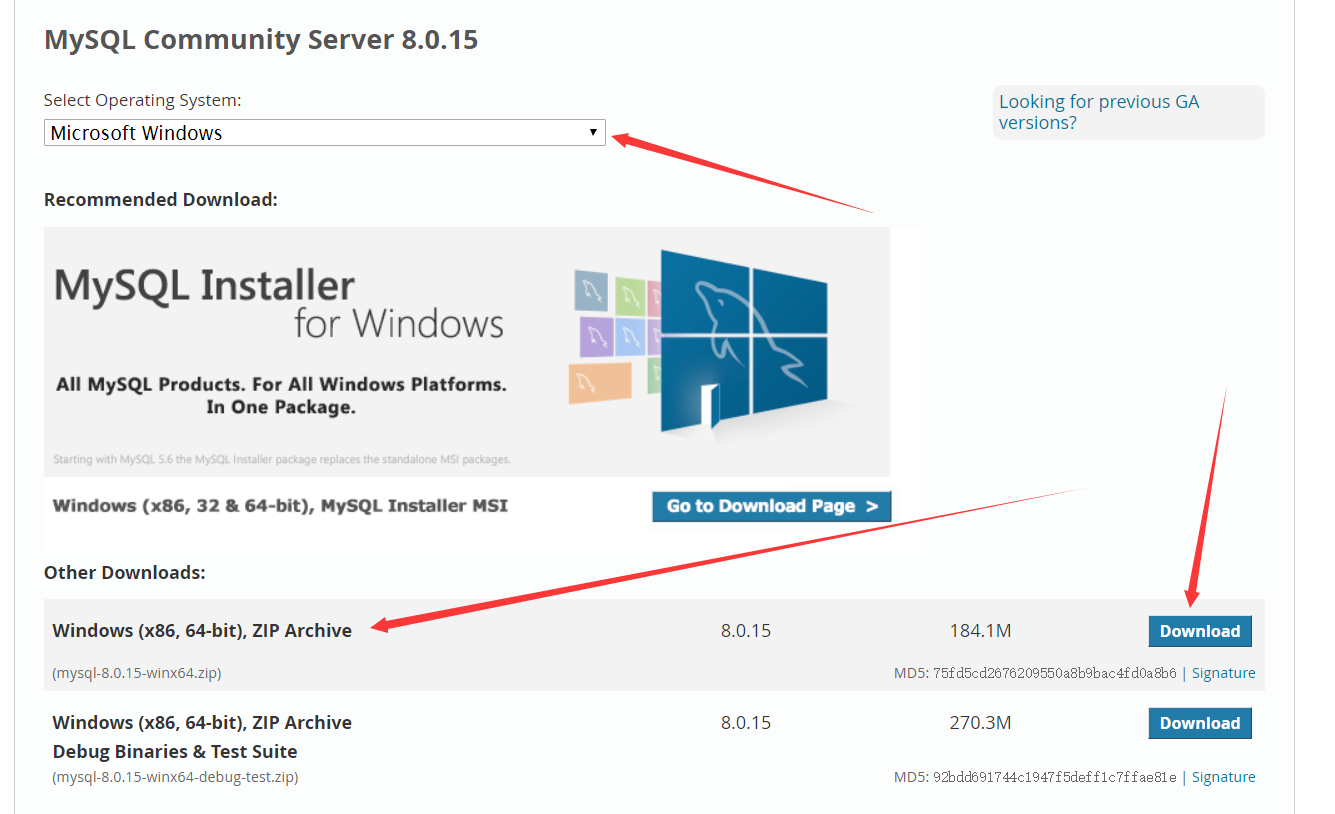 MySQL Community Server 8.0.15
Select Operating System:
Looking for previous GA
versions?
Microsoft Windows
Recommended Download:
MySQL Installer
for Windows
All MySQL Products. For All Windows Platforms.
In One Package.
Starting with MySQL 5.6 the MySQL Installer package replaces the standalone MSI packages.
Windows (x86, 32 & 64-bit), MySQL Installer MSI
Go to Download Page >
Other Downloads:
Windows (x86, 64-bit), ZIP Archive 8.0.15 184.1M Download
(mysql-8.0.15-winx64.zip) MD5: 75fd5cd2676209550a8b9bac4fd0a8b6 | Signature
Windows (x86, 64-bit), ZIP Archive 8.0.15 270.3M Download
Debug Binaries & Test Suite
(mysql-8.0.15-winx64-debug-test.zip) MD5: 92bdd691744c1947f5deff1c7ffae81e | Signature